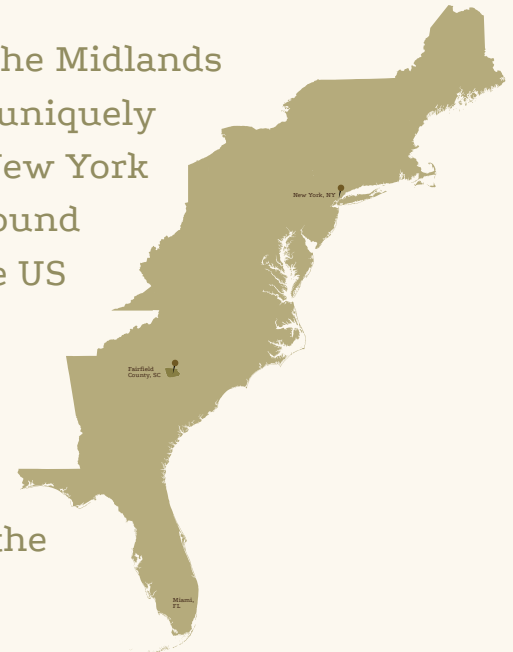 he Midlands
uniquely
New York
ound
e US
the
New York, NY
Fairfield
County, SC
Miami,
FL